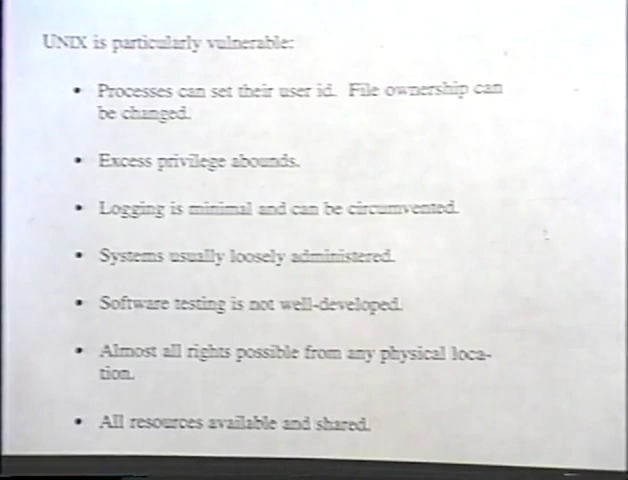 UNIX is particularly vulnerable:
• Processes can set their user id. File ownership can
be changed.
• Excess privilege abounds.
• Logging is minimal and can be circumvented.
• Systems usually loosely administered.
• Software testing is not well-developed.
• Almost all rights possible from any physical loca-
tion.
• All resources available and shared.